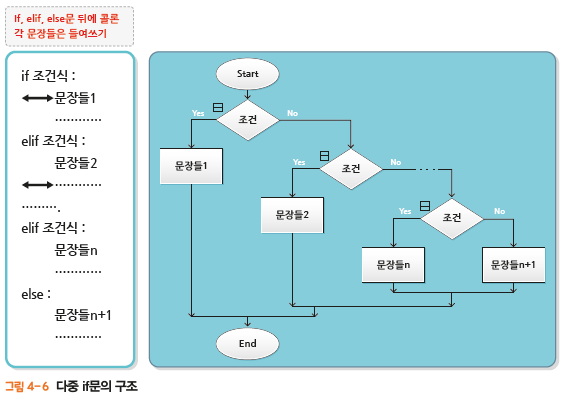 If, elif, else문 뒤에 콜론
각 문장들은 들여쓰기
if 조건식 :
문장들1
............
elif 조건식 :
문장들2
............
..........
elif 조건식 :
문장들n
............
else :
문장들n+1
............
Start
조건
Yes
No
문장들1
조건
Yes
No
....
문장들2
조건
Yes
No
문장들n
문장들n+1
End
그림 4-6 다중 if문의 구조